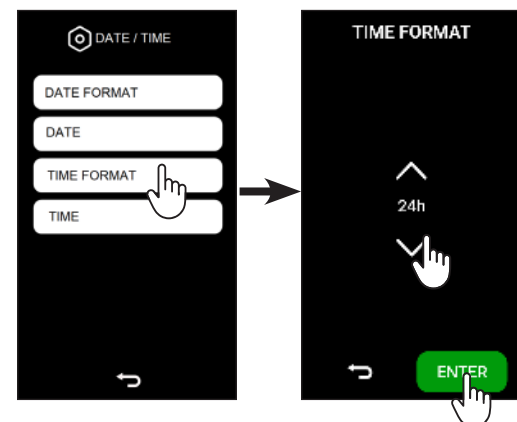 DATE / TIME
DATE FORMAT
DATE
TIME FORMAT
TIME
TIME FORMAT
24h
ENTER